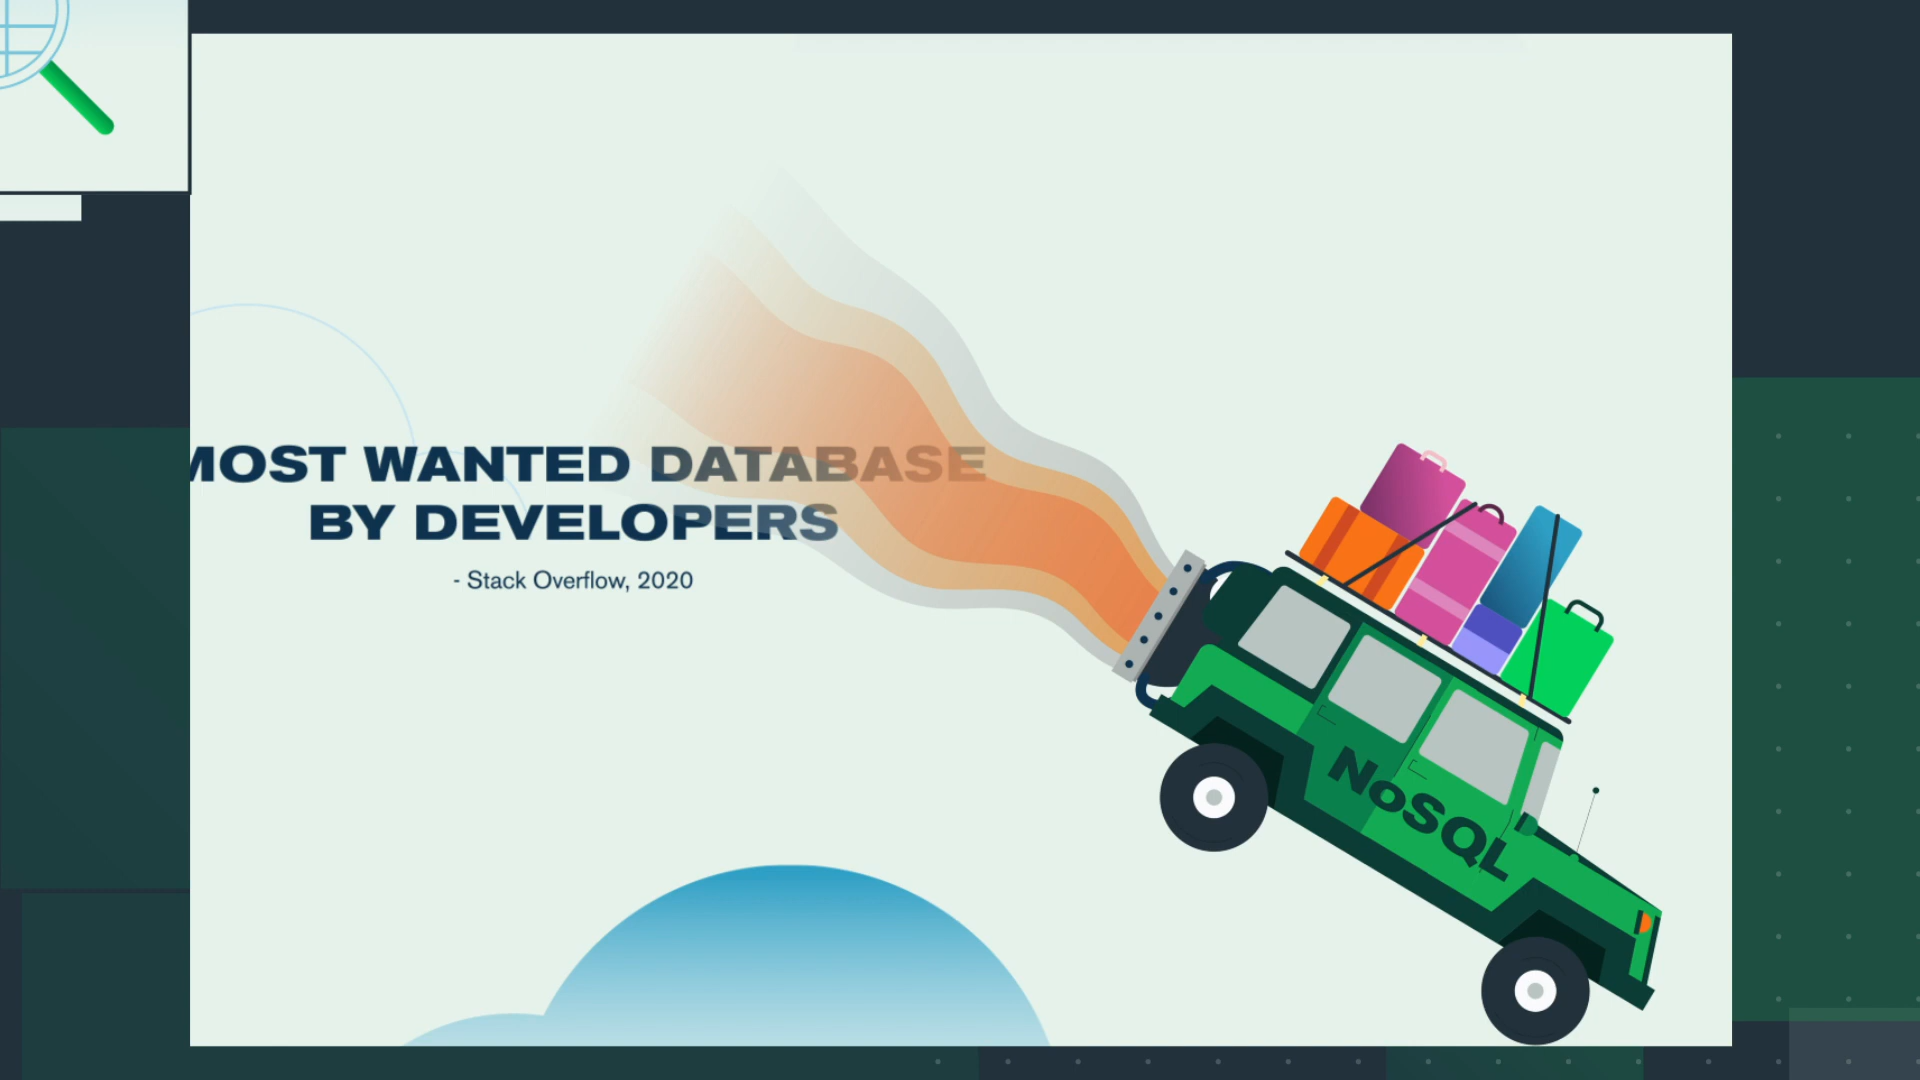 MOST WANTED DATABASE
BY DEVELOPERS
- Stack Overflow, 2020
NoSQL